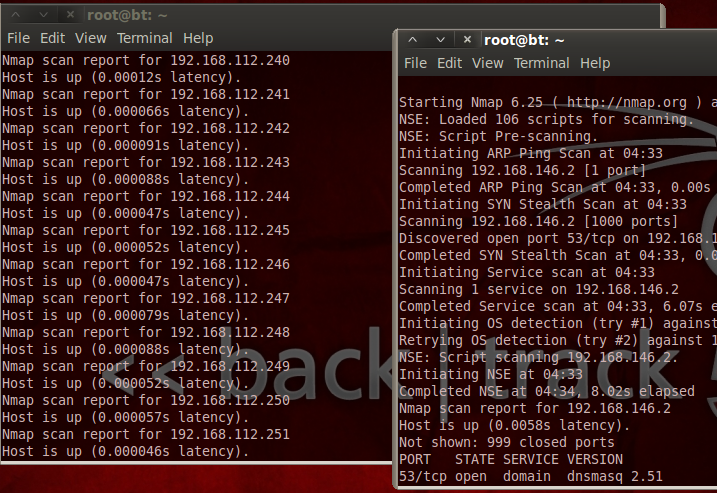 root@bt: ~
File Edit View Terminal Help
Nmap scan report for 192.168.112.240
Host is up (0.00012s latency).
Nmap scan report for 192.168.112.241
Host is up (0.000066s latency).
Nmap scan report for 192.168.112.242
Host is up (0.000091s latency).
Nmap scan report for 192.168.112.243
Host is up (0.000088s latency).
Nmap scan report for 192.168.112.244
Host is up (0.000047s latency).
Nmap scan report for 192.168.112.245
Host is up (0.000052s latency).
Nmap scan report for 192.168.112.246
Host is up (0.000047s latency).
Nmap scan report for 192.168.112.247
Host is up (0.000079s latency).
Nmap scan report for 192.168.112.248
Host is up (0.000088s latency).
Nmap scan report for 192.168.112.249
Host is up (0.000052s latency).
Nmap scan report for 192.168.112.250
Host is up (0.000057s latency).
Nmap scan report for 192.168.112.251
Host is up (0.000046s latency).
root@bt: ~
File Edit View Terminal Help
Starting Nmap 6.25 ( http://nmap.org ) a
NSE: Loaded 106 scripts for scanning.
NSE: Script Pre-scanning.
Initiating ARP Ping Scan at 04:33
Scanning 192.168.146.2 [1 port]
Completed ARP Ping Scan at 04:33, 0.00s
Initiating SYN Stealth Scan at 04:33
Scanning 192.168.146.2 [1000 ports]
Discovered open port 53/tcp on 192.168.1
Completed SYN Stealth Scan at 04:33, 0.0
Initiating Service scan at 04:33
Scanning 1 service on 192.168.146.2
Completed Service scan at 04:33, 6.07s e
Initiating OS detection (try #1) against
Retrying OS detection (try #2) against 1
NSE: Script scanning 192.168.146.2.
Initiating NSE at 04:33
Completed NSE at 04:34, 8.02s elapsed
Nmap scan report for 192.168.146.2
Host is up (0.0058s latency).
Not shown: 999 closed ports
PORT STATE SERVICE VERSION
53/tcp open domain dnsmasq 2.51
<< back | track 5